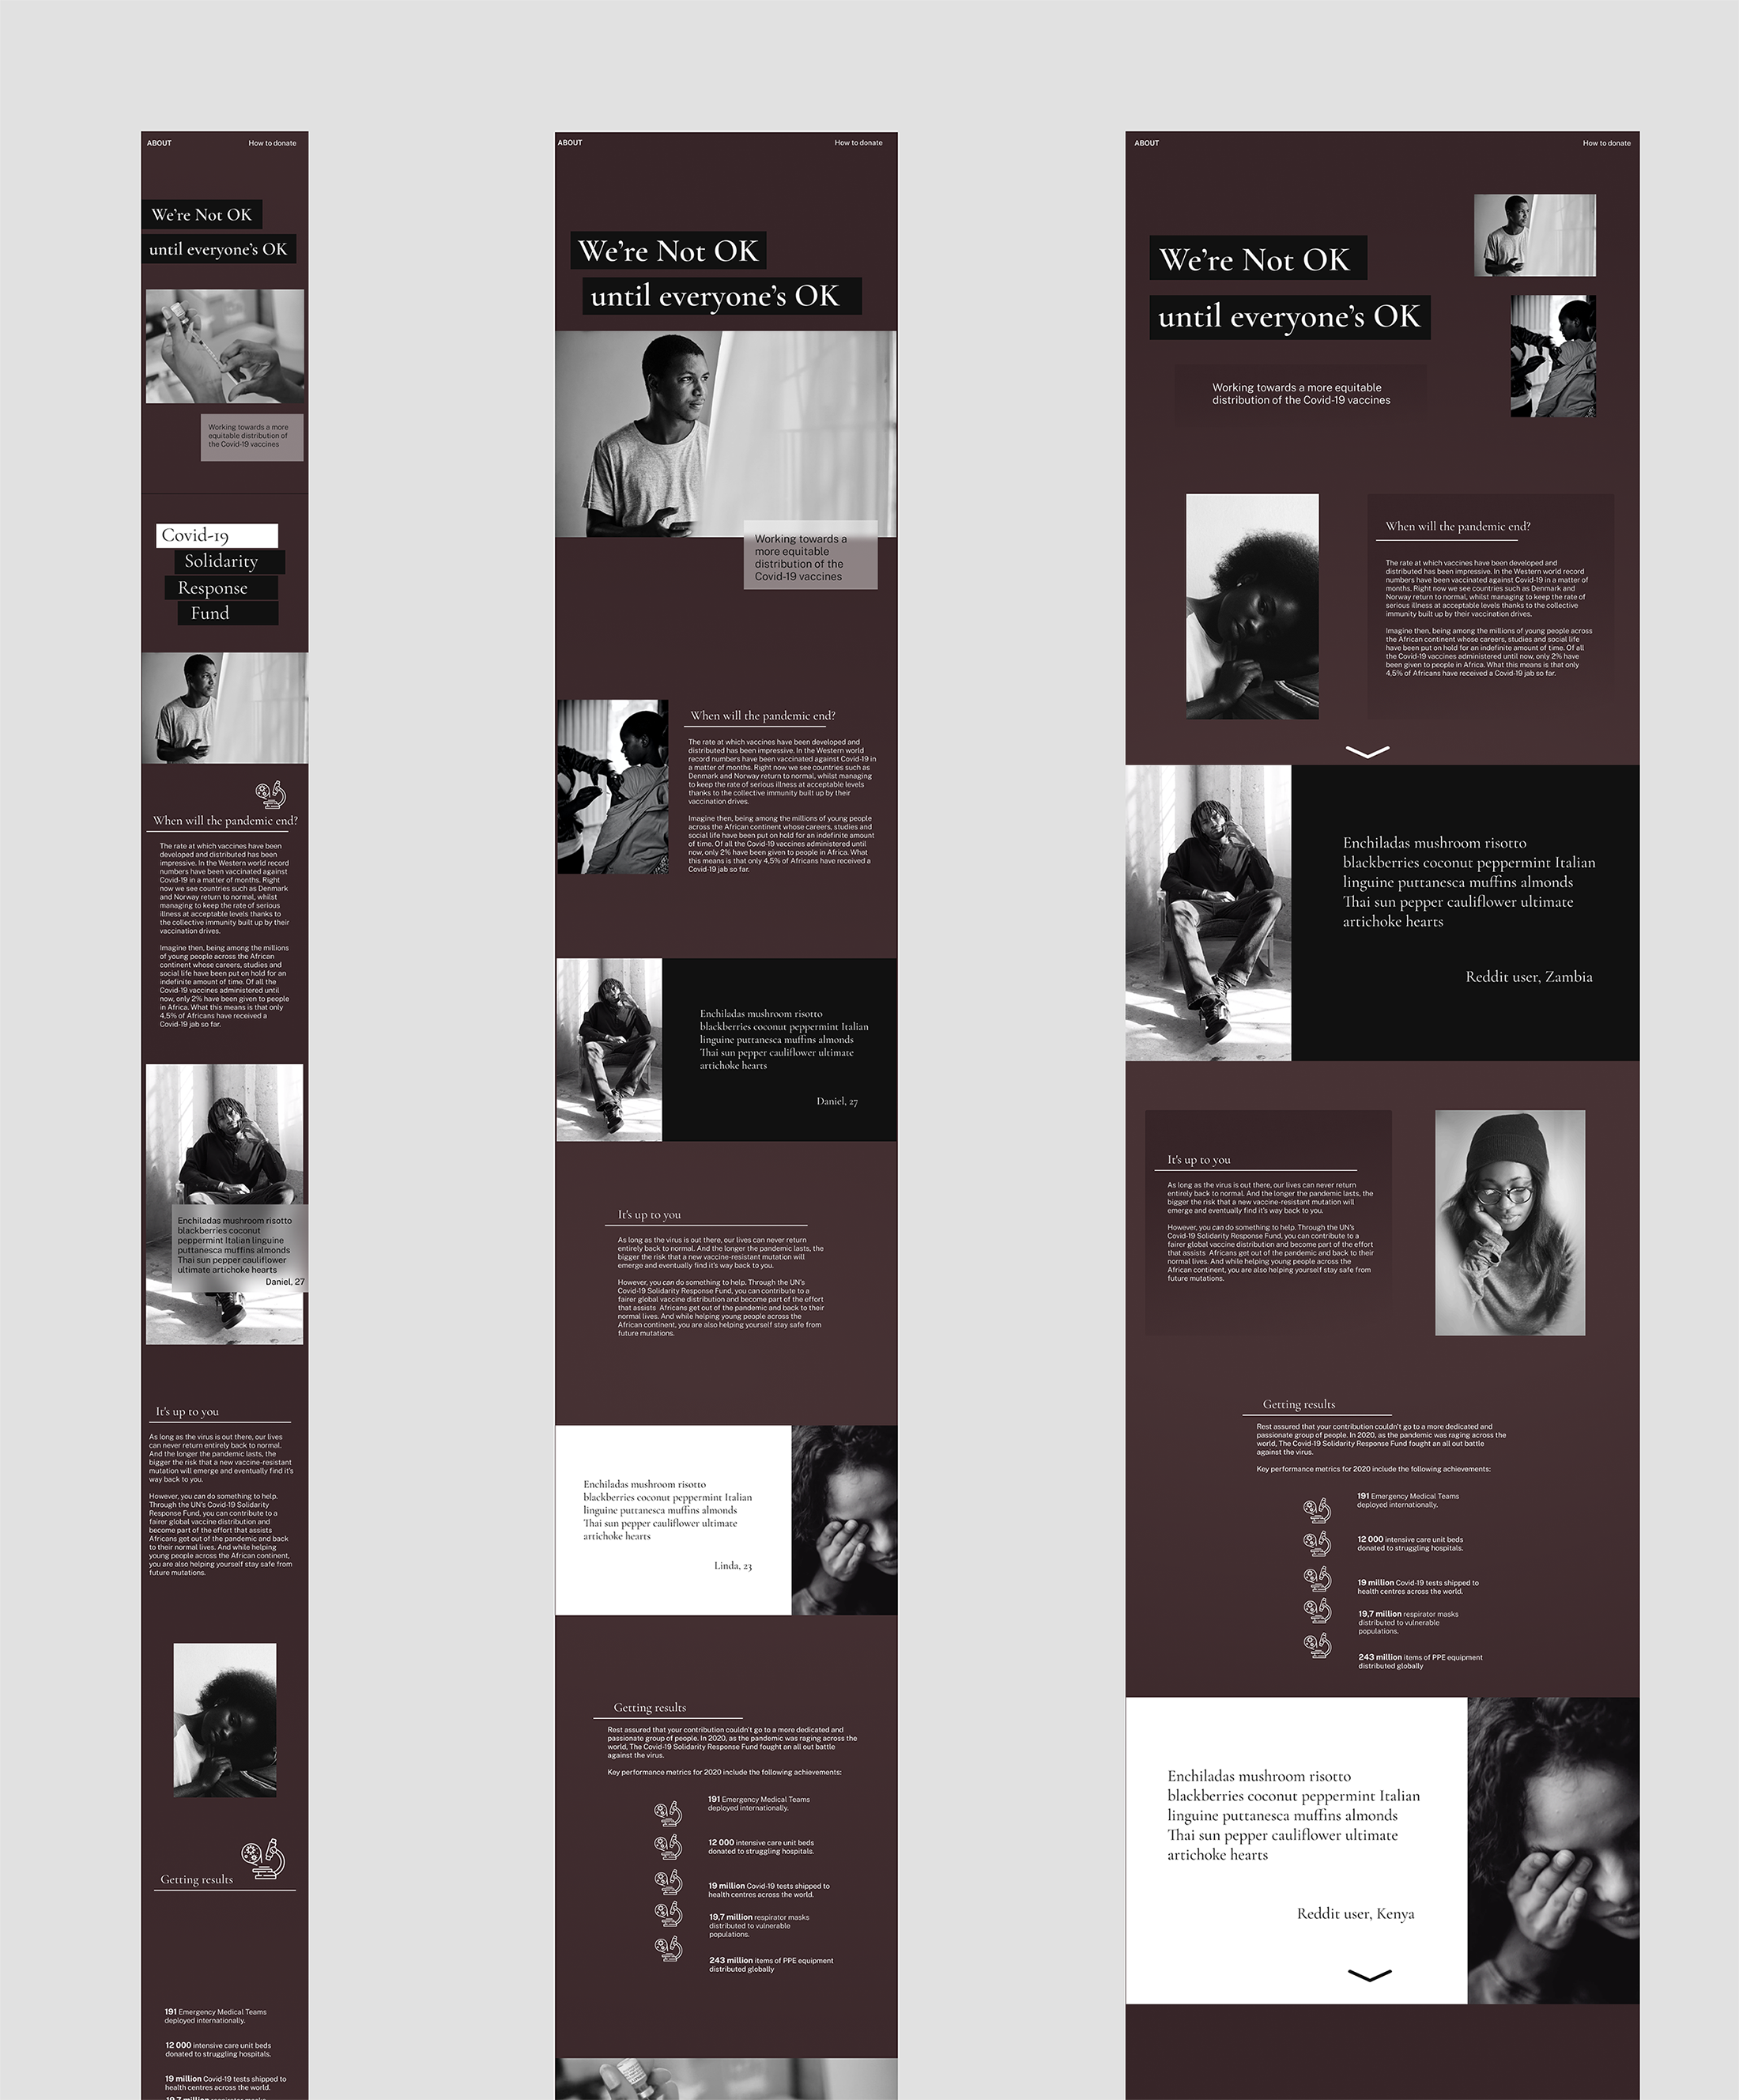 ABOUT
How to donate
We're Not OK
until everyone's OK
Working towards a more
equitable distribution of
the Covid-19 vaccines
Covid-19
Solidarity
Response
Fund
When will the pandemic end?
The rate at which vaccines have been
developed and distributed has been
impressive. In the Western world record
numbers have been vaccinated against
Covid-19 in a matter of months. Right
now we see countries such as Denmark
and Norway return to normal, whilst
managing to keep the rate of serious
illness at acceptable levels thanks to
the collective immunity built up by their
vaccination drives.
Imagine then, being among the millions
of young people across the African
continent whose careers, studies and
social life have been put on hold for an
indefinite amount of time. Of all the
Covid-19 vaccines administered until
now, only 2% have been given to people
in Africa. What this means is that only
4,5% of Africans have received a
Covid-19 jab so far.
Enchiladas mushroom risotto
blackberries coconut
peppermint Italian linguine
puttanesca muffins almonds
Thai sun pepper cauliflower
ultimate artichoke hearts
Daniel, 27
It's up to you
As long as the virus is out there, our lives
can never return entirely back to normal.
And the longer the pandemic lasts, the
bigger the risk that a new vaccine-resistant
mutation will emerge and eventually find it's
way back to you.
However, you can do something to help.
Through the UN's Covid-19 Solidarity
Response Fund, you can contribute to a
fairer global vaccine distribution and
become part of the effort that assists
Africans get out of the pandemic and back
to their normal lives. And while helping
young people across the African continent,
you are also helping yourself stay safe from
future mutations.
Getting results
191 Emergency Medical Teams
deployed internationally.
12 000 intensive care unit beds
donated to struggling hospitals.
19 million Covid-19 tests shipped to
health centres across the world.
19,7 million respirator masks
ABOUT
How to donate
We're Not OK
until everyone's OK
Working towards a
more equitable
distribution of the
Covid-19 vaccines
When will the pandemic end?
The rate at which vaccines have been developed and
distributed has been impressive. In the Western world
record numbers have been vaccinated against Covid-19 in
a matter of months. Right now we see countries such as
Denmark and Norway return to normal, whilst managing
to keep the rate of serious illness at acceptable levels
thanks to the collective immunity built up by their
vaccination drives.
Imagine then, being among the millions of young people
across the African continent whose careers, studies and
social life have been put on hold for an indefinite amount
of time. Of all the Covid-19 vaccines administered until
now, only 2% have been given to people in Africa. What
this means is that only 4,5% of Africans have received a
Covid-19 jab so far.
Enchiladas mushroom risotto
blackberries coconut peppermint Italian
linguine puttanesca muffins almonds
Thai sun pepper cauliflower ultimate
artichoke hearts
Daniel, 27
It's up to you
As long as the virus is out there, our lives can never return
entirely back to normal. And the longer the pandemic lasts, the
bigger the risk that a new vaccine-resistant mutation will
emerge and eventually find it's way back to you.
However, you can do something to help. Through the UN's
Covid-19 Solidarity Response Fund, you can contribute to a
fairer global vaccine distribution and become part of the effort
that assists Africans get out of the pandemic and back to their
normal lives. And while helping young people across the
African continent, you are also helping yourself stay safe from
future mutations.
Enchiladas mushroom risotto
blackberries coconut peppermint Italian
linguine puttanesca muffins almonds
Thai sun pepper cauliflower ultimate
artichoke hearts
Linda, 23
Getting results
Rest assured that your contribution couldn't go to a more dedicated and
passionate group of people. In 2020, as the pandemic was raging across the
world, The Covid-19 Solidarity Response Fund fought an all out battle
against the virus.
Key performance metrics for 2020 include the following achievements:
191 Emergency Medical Teams
deployed internationally.
12 000 intensive care unit beds
donated to struggling hospitals.
19 million Covid-19 tests shipped to
health centres across the world.
19,7 million respirator masks
distributed to vulnerable
populations.
243 million items of PPE equipment
distributed globally
ABOUT
How to donate
We're Not OK
until everyone's OK
Working towards a more equitable
distribution of the Covid-19 vaccines
When will the pandemic end?
The rate at which vaccines have been developed and
distributed has been impressive. In the Western world record
numbers have been vaccinated against Covid-19 in a matter of
months. Right now we see countries such as Denmark and
Norway return to normal, whilst managing to keep the rate of
serious illness at acceptable levels thanks to the collective
immunity built up by their vaccination drives.
Imagine then, being among the millions of young people across
the African continent whose careers, studies and social life
have been put on hold for an indefinite amount of time. Of all
the Covid-19 vaccines administered until now, only 2% have
been given to people in Africa. What this means is that only
4,5% of Africans have received a Covid-19 jab so far.
Enchiladas mushroom risotto
blackberries coconut peppermint Italian
linguine puttanesca muffins almonds
Thai sun pepper cauliflower ultimate
artichoke hearts
Reddit user, Zambia
It's up to you
As long as the virus is out there, our lives can never return
entirely back to normal. And the longer the pandemic lasts, the
bigger the risk that a new vaccine-resistant mutation will
emerge and eventually find it's way back to you.
However, you can do something to help. Through the UN's
Covid-19 Solidarity Response Fund, you can contribute to a
fairer global vaccine distribution and become part of the effort
that assists Africans get out of the pandemic and back to their
normal lives. And while helping young people across the
African continent, you are also helping yourself stay safe from
future mutations.
Getting results
Rest assured that your contribution couldn't go to a more dedicated and
passionate group of people. In 2020, as the pandemic was raging across the
world, The Covid-19 Solidarity Response Fund fought an all out battle
against the virus.
Key performance metrics for 2020 include the following achievements:
191 Emergency Medical Teams
deployed internationally.
12 000 intensive care unit beds
donated to struggling hospitals.
19 million Covid-19 tests shipped to
health centres across the world.
19,7 million respirator masks
distributed to vulnerable
populations.
243 million items of PPE equipment
distributed globally
Enchiladas mushroom risotto
blackberries coconut peppermint Italian
linguine puttanesca muffins almonds
Thai sun pepper cauliflower ultimate
artichoke hearts
Reddit user, Kenya